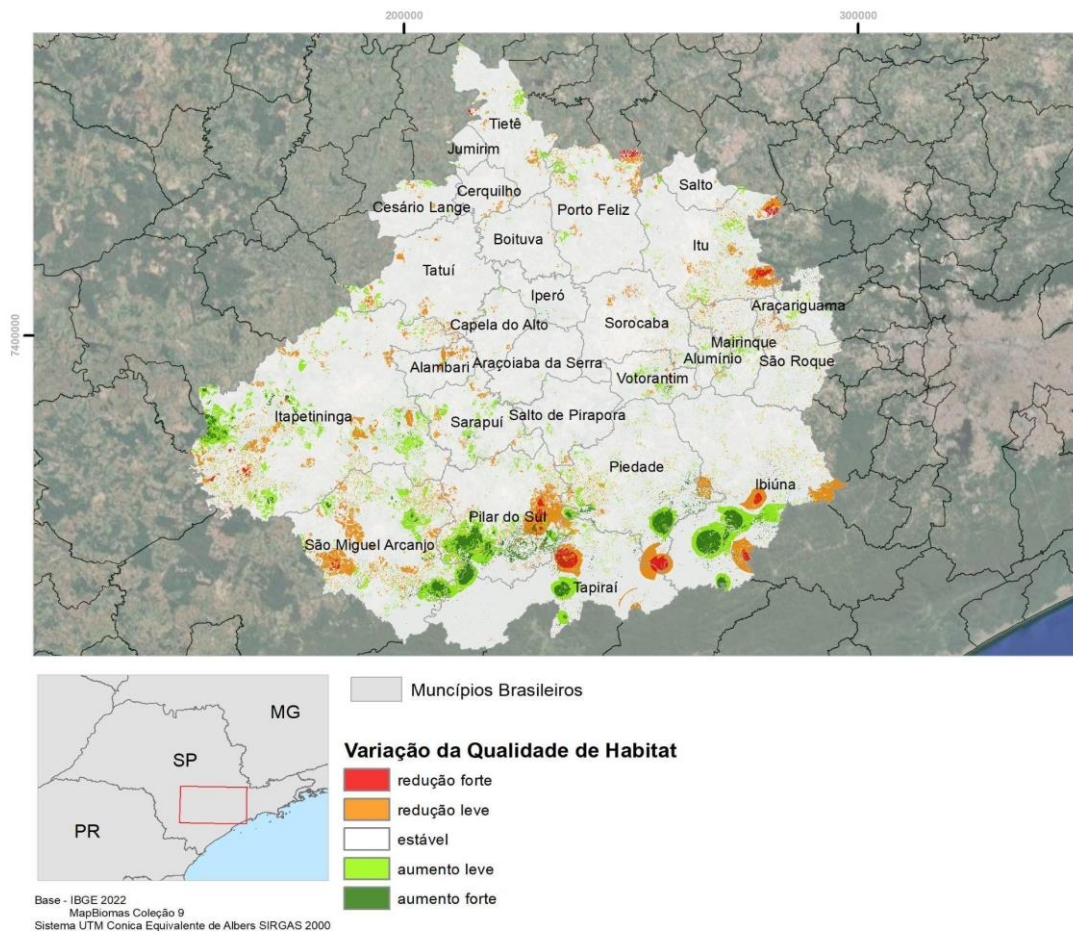 200000
300000
7400000
Tietê
Jumirim
Cerquilho
Cesário Lange
Salto
Porto Feliz
Boituva
Itu
Tatuí
Iperó
Araçariguama
Capela do Alto
Sorocaba
Mairinque
Alumínio
São Roque
Alambari
Araçoiaba da Serra
Votorantim
Itapetininga
Sarapuí
Salto de Pirapora
Piedade
Ibiúna
Pilar do Sul
São Miguel Arcanjo
Tapiraí
MG
SP
PR
Muncípios Brasileiros
Variação da Qualidade de Habitat
redução forte
redução leve
estável
aumento leve
aumento forte
Base - IBGE 2022
MapBiomas Coleção 9
Sistema UTM Conica Equivalente de Albers SIRGAS 2000